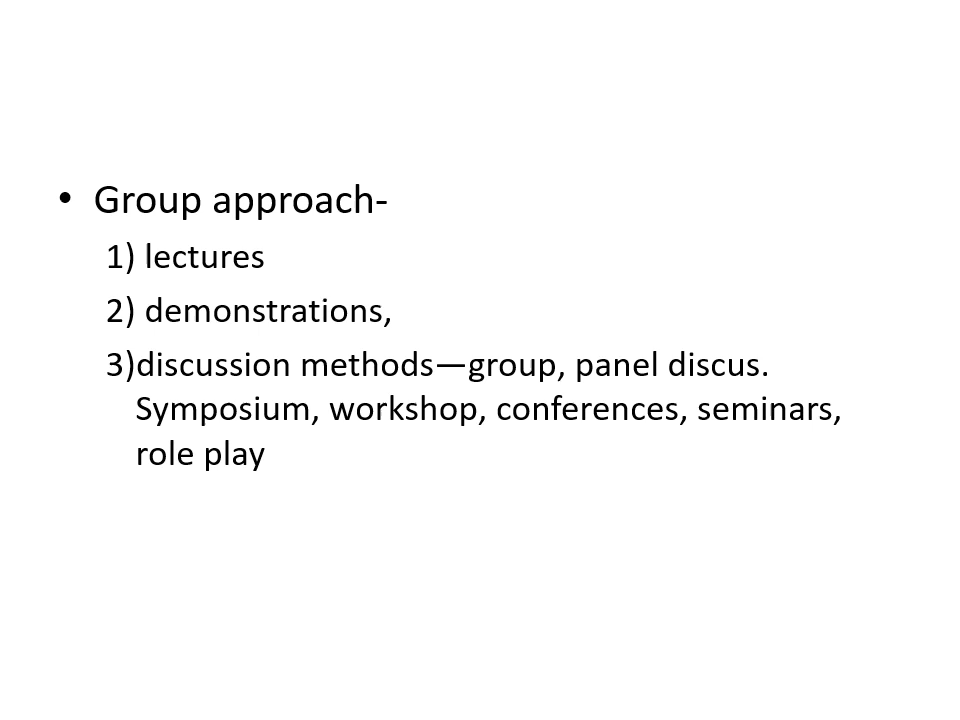 • Group approach-
1) lectures
2) demonstrations,
3)discussion methods—group, panel discus.
Symposium, workshop, conferences, seminars,
role play